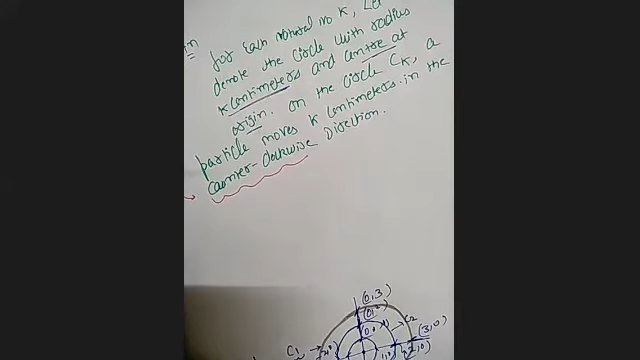 for each natural no K, Let
denote the circle with radius
K centimeters and centre at
origin. on the circle CK, a
particle moves K centimeters in the
counter-clockwise Direction.
(0,3)
(3,0)
C1
C2